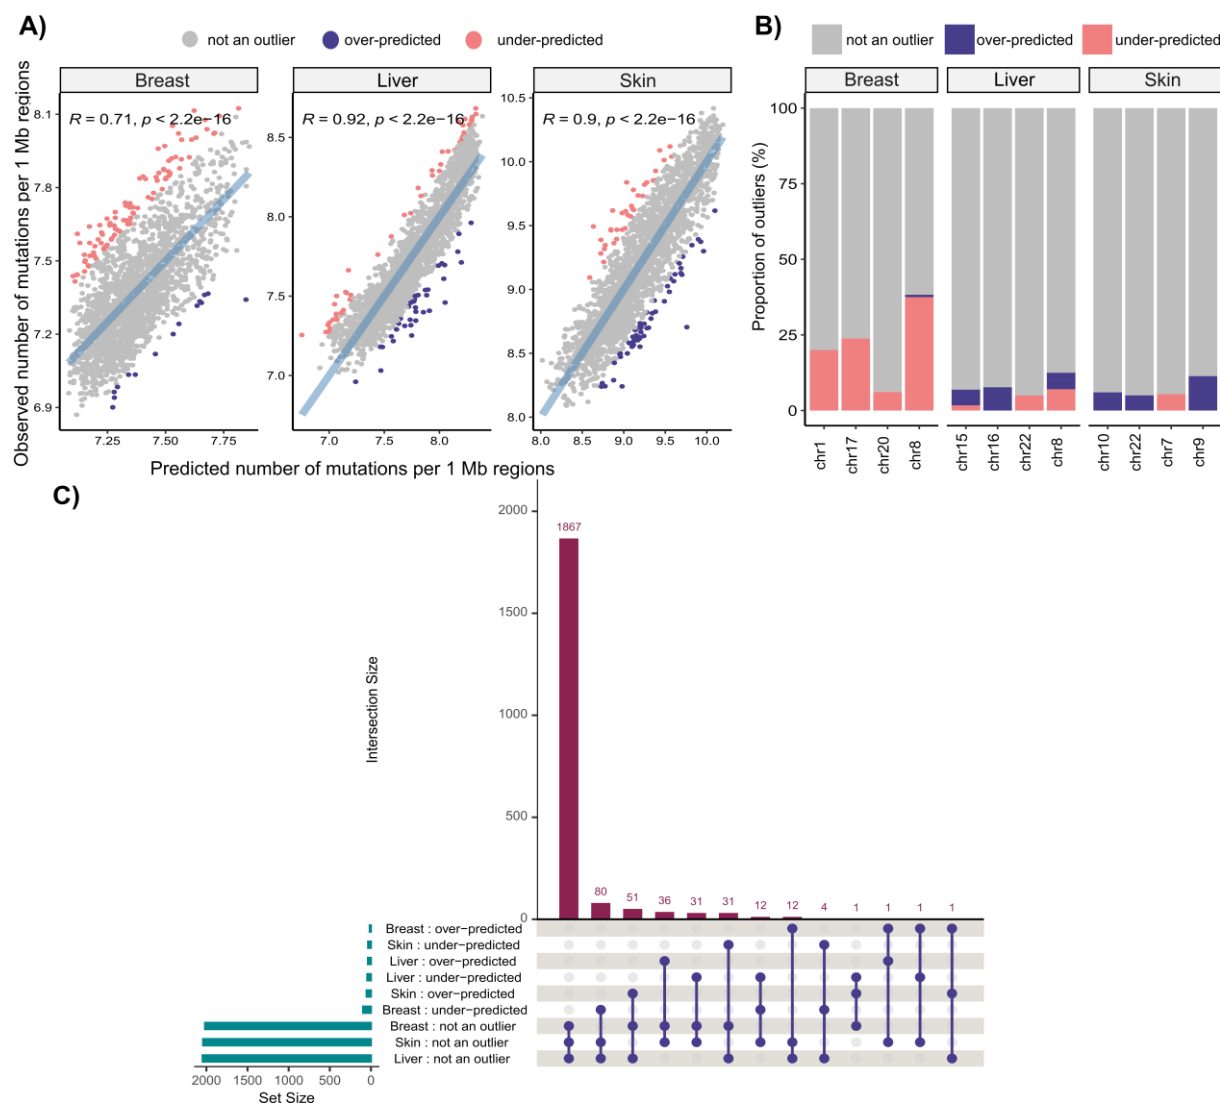 A)
not an outlier over-predicted under-predicted
Breast Liver Skin
Observed number of mutations per 1 Mb regions
R = 0.71, p < 2.2e−16
R = 0.92, p < 2.2e−16
R = 0.9, p < 2.2e−16
8.1
7.8
7.5
7.2
6.9
7.25 7.50 7.75
8.5
8.0
7.5
7.0
7.0 7.5 8.0
10.5
10.0
9.5
9.0
8.5
8.0
8.0 8.5 9.0 9.5 10.0
Predicted number of mutations per 1 Mb regions
B)
not an outlier over-predicted under-predicted
Breast Liver Skin
Proportion of outliers (%)
100
75
50
25
0
chr1 chr17 chr20 chr8
chr15 chr16 chr22 chr8
chr10 chr22 chr7 chr9
C)
Intersection Size
2000
1500
1000
500
0
1867 80 51 36 31 31 12 12 4 1 1 1 1
Breast : over−predicted
Skin : under−predicted
Liver : over−predicted
Liver : under−predicted
Skin : over−predicted
Breast : under−predicted
Breast : not an outlier
Skin : not an outlier
Liver : not an outlier
2000 1500 1000 500 0
Set Size